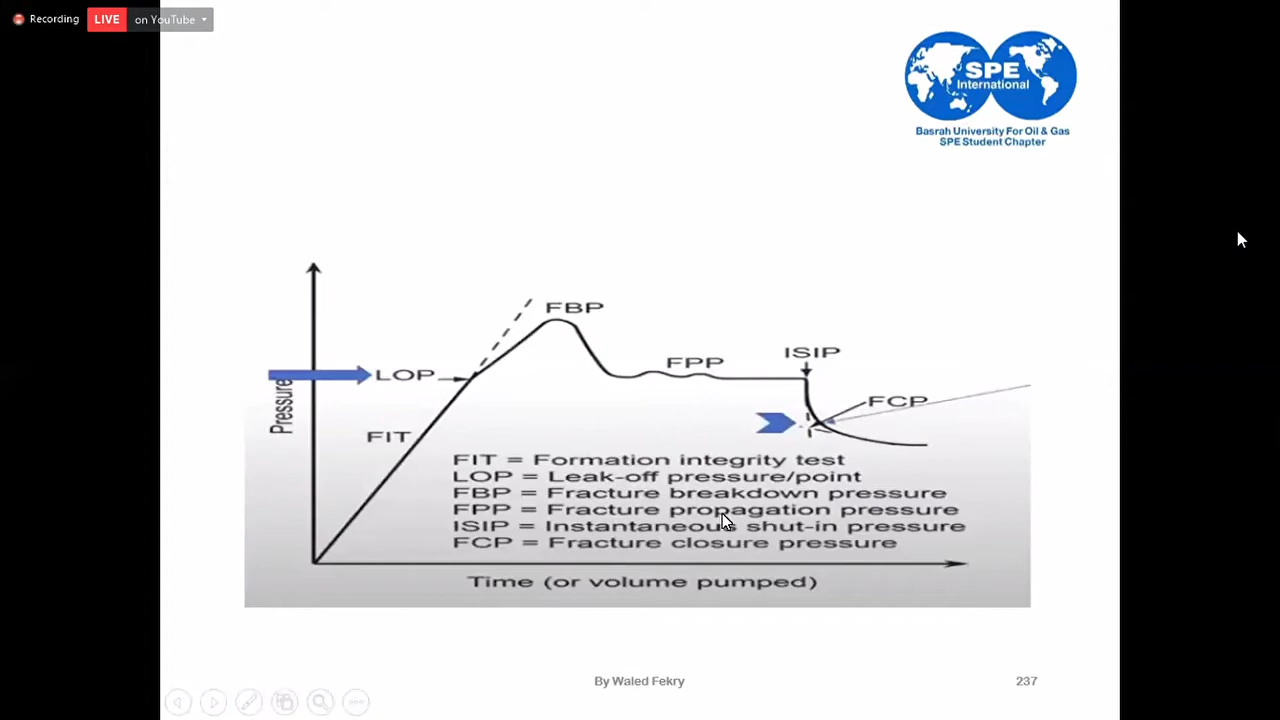 Recording
LIVE
on YouTube
SPE
International
Basrah University For Oil & Gas
SPE Student Chapter
FBP
ISIP
FPP
LOP
FCP
Pressure
FIT
FIT = Formation integrity test
LOP = Leak-off pressure/point
FBP = Fracture breakdown pressure
FPP = Fracture propagation pressure
ISIP = Instantaneous shut-in pressure
FCP = Fracture closure pressure
Time (or volume pumped)
By Waled Fekry
237